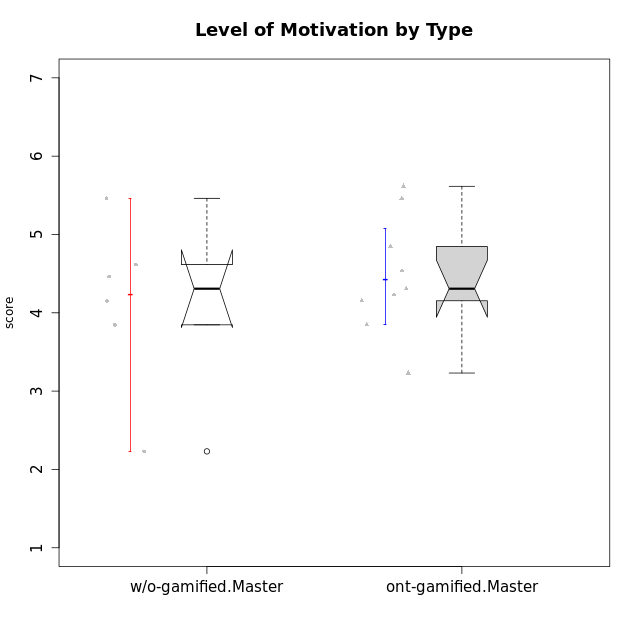 Level of Motivation by Type
7
6
5
4
3
2
1
score
w/o-gamified.Master
ont-gamified.Master